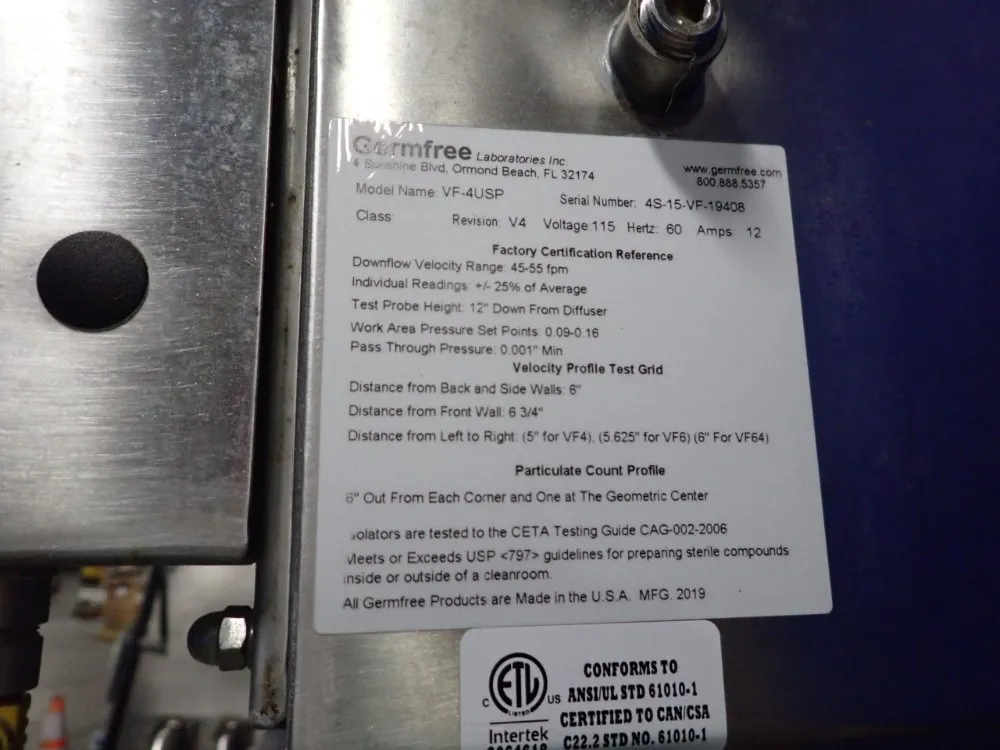 Germfree Laboratories Inc.
4 Sunshine Blvd, Ormond Beach, FL 32174
www.germfree.com
800.888.5357
Model Name: VF-4USP Serial Number: 4S-15-VF-19408
Class: Revision: V4 Voltage:115 Hertz: 60 Amps: 12
Factory Certification Reference
Downflow Velocity Range: 45-55 fpm
Individual Readings: +/- 25% of Average
Test Probe Height: 12" Down From Diffuser
Work Area Pressure Set Points: 0.09-0.16
Pass Through Pressure: 0.001" Min
Velocity Profile Test Grid
Distance from Back and Side Walls: 6"
Distance from Front Wall: 6 3/4"
Distance from Left to Right: (5" for VF4), (5.625" for VF6) (6" For VF64)
Particulate Count Profile
6" Out From Each Corner and One at The Geometric Center
solators are tested to the CETA Testing Guide CAG-002-2006
Meets or Exceeds USP <797> guidelines for preparing sterile compounds
inside or outside of a cleanroom.
All Germfree Products are Made in the U.S.A. MFG. 2019
C ETL US
LISTED
Intertek
CONFORMS TO
ANSI/UL STD 61010-1
CERTIFIED TO CAN/CSA
C22.2 STD NO. 61010-1